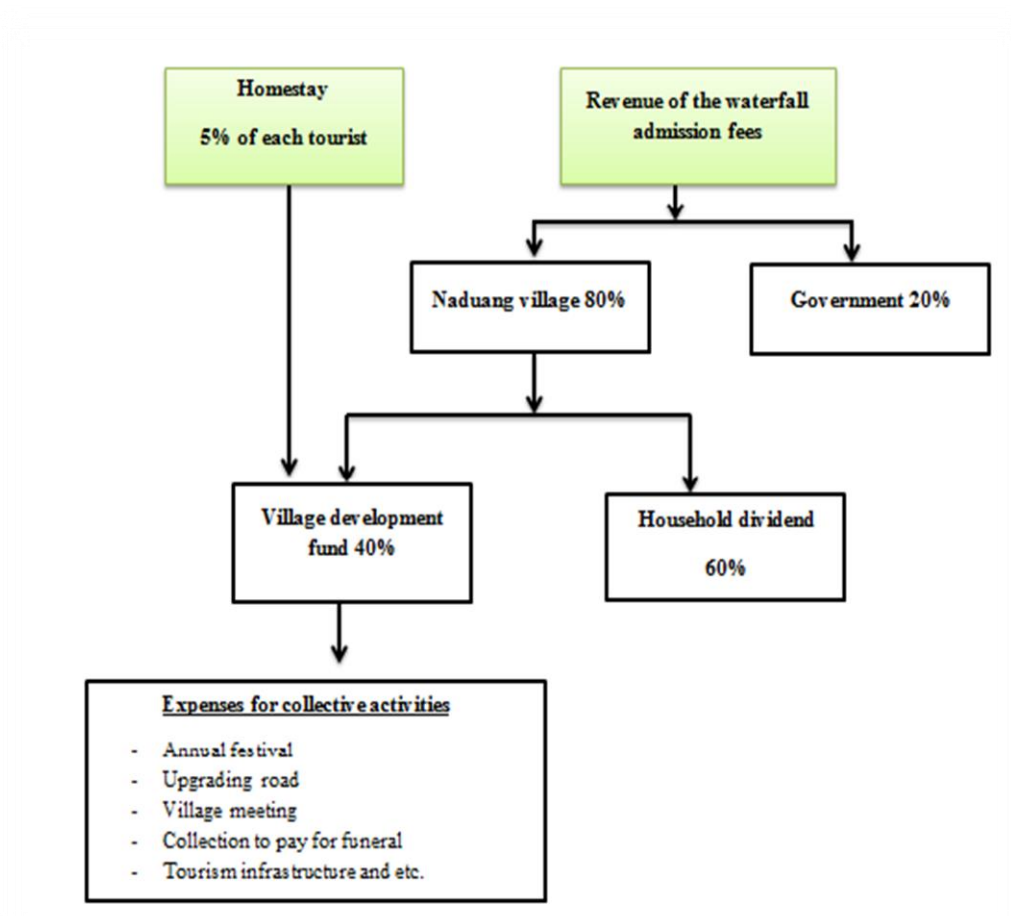 Homestay
5% of each tourist
Revenue of the waterfall
admission fees
Naduang village 80%
Government 20%
Village development
fund 40%
Household dividend
60%
Expenses for collective activities
- Annual festival
- Upgrading road
- Village meeting
- Collection to pay for funeral
- Tourism infrastructure and etc.